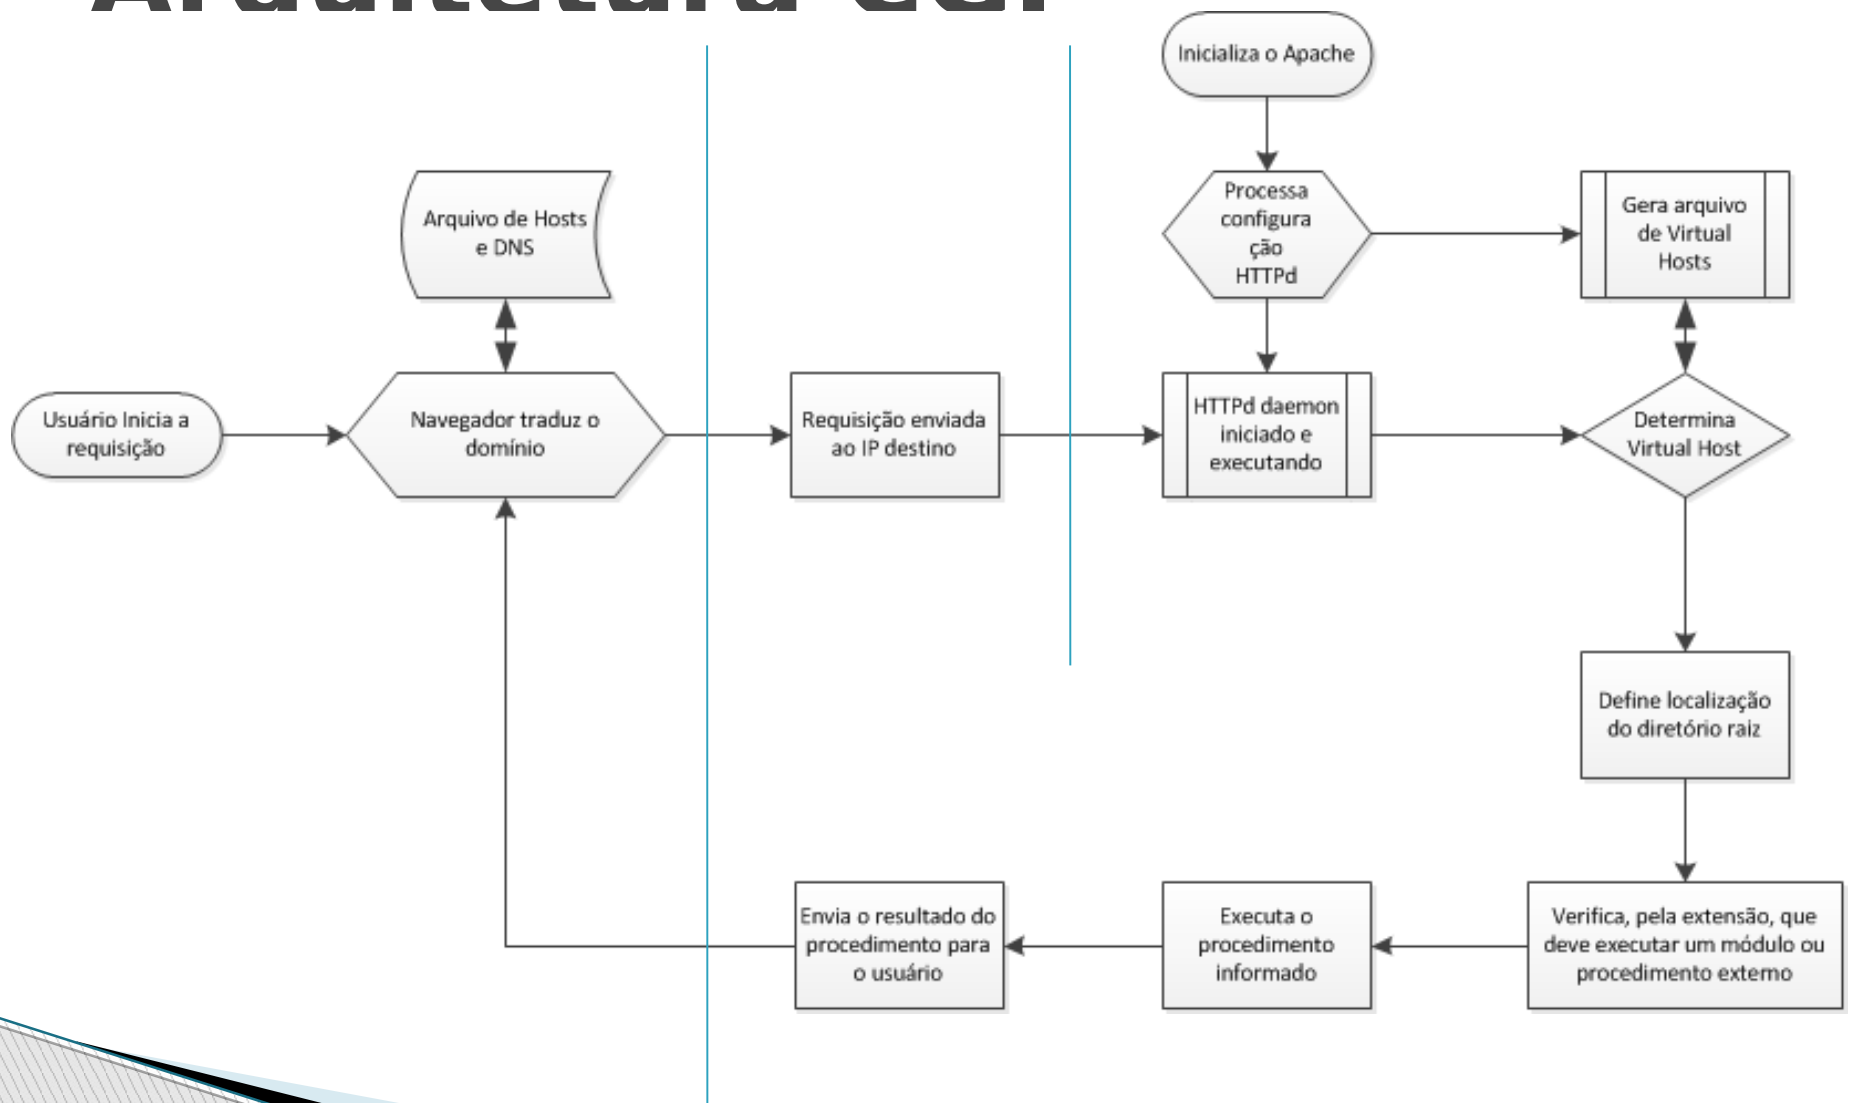 Arquitetura CGI
Inicializa o Apache
Arquivo de Hosts
e DNS
Processa
configura
ção
HTTPd
Gera arquivo
de Virtual
Hosts
Usuário Inicia a
requisição
Navegador traduz o
domínio
Requisição enviada
ao IP destino
HTTPd daemon
iniciado e
executando
Determina
Virtual Host
Define localização
do diretório raiz
Envia o resultado do
procedimento para
o usuário
Executa o
procedimento
informado
Verifica, pela extensão, que
deve executar um módulo ou
procedimento externo